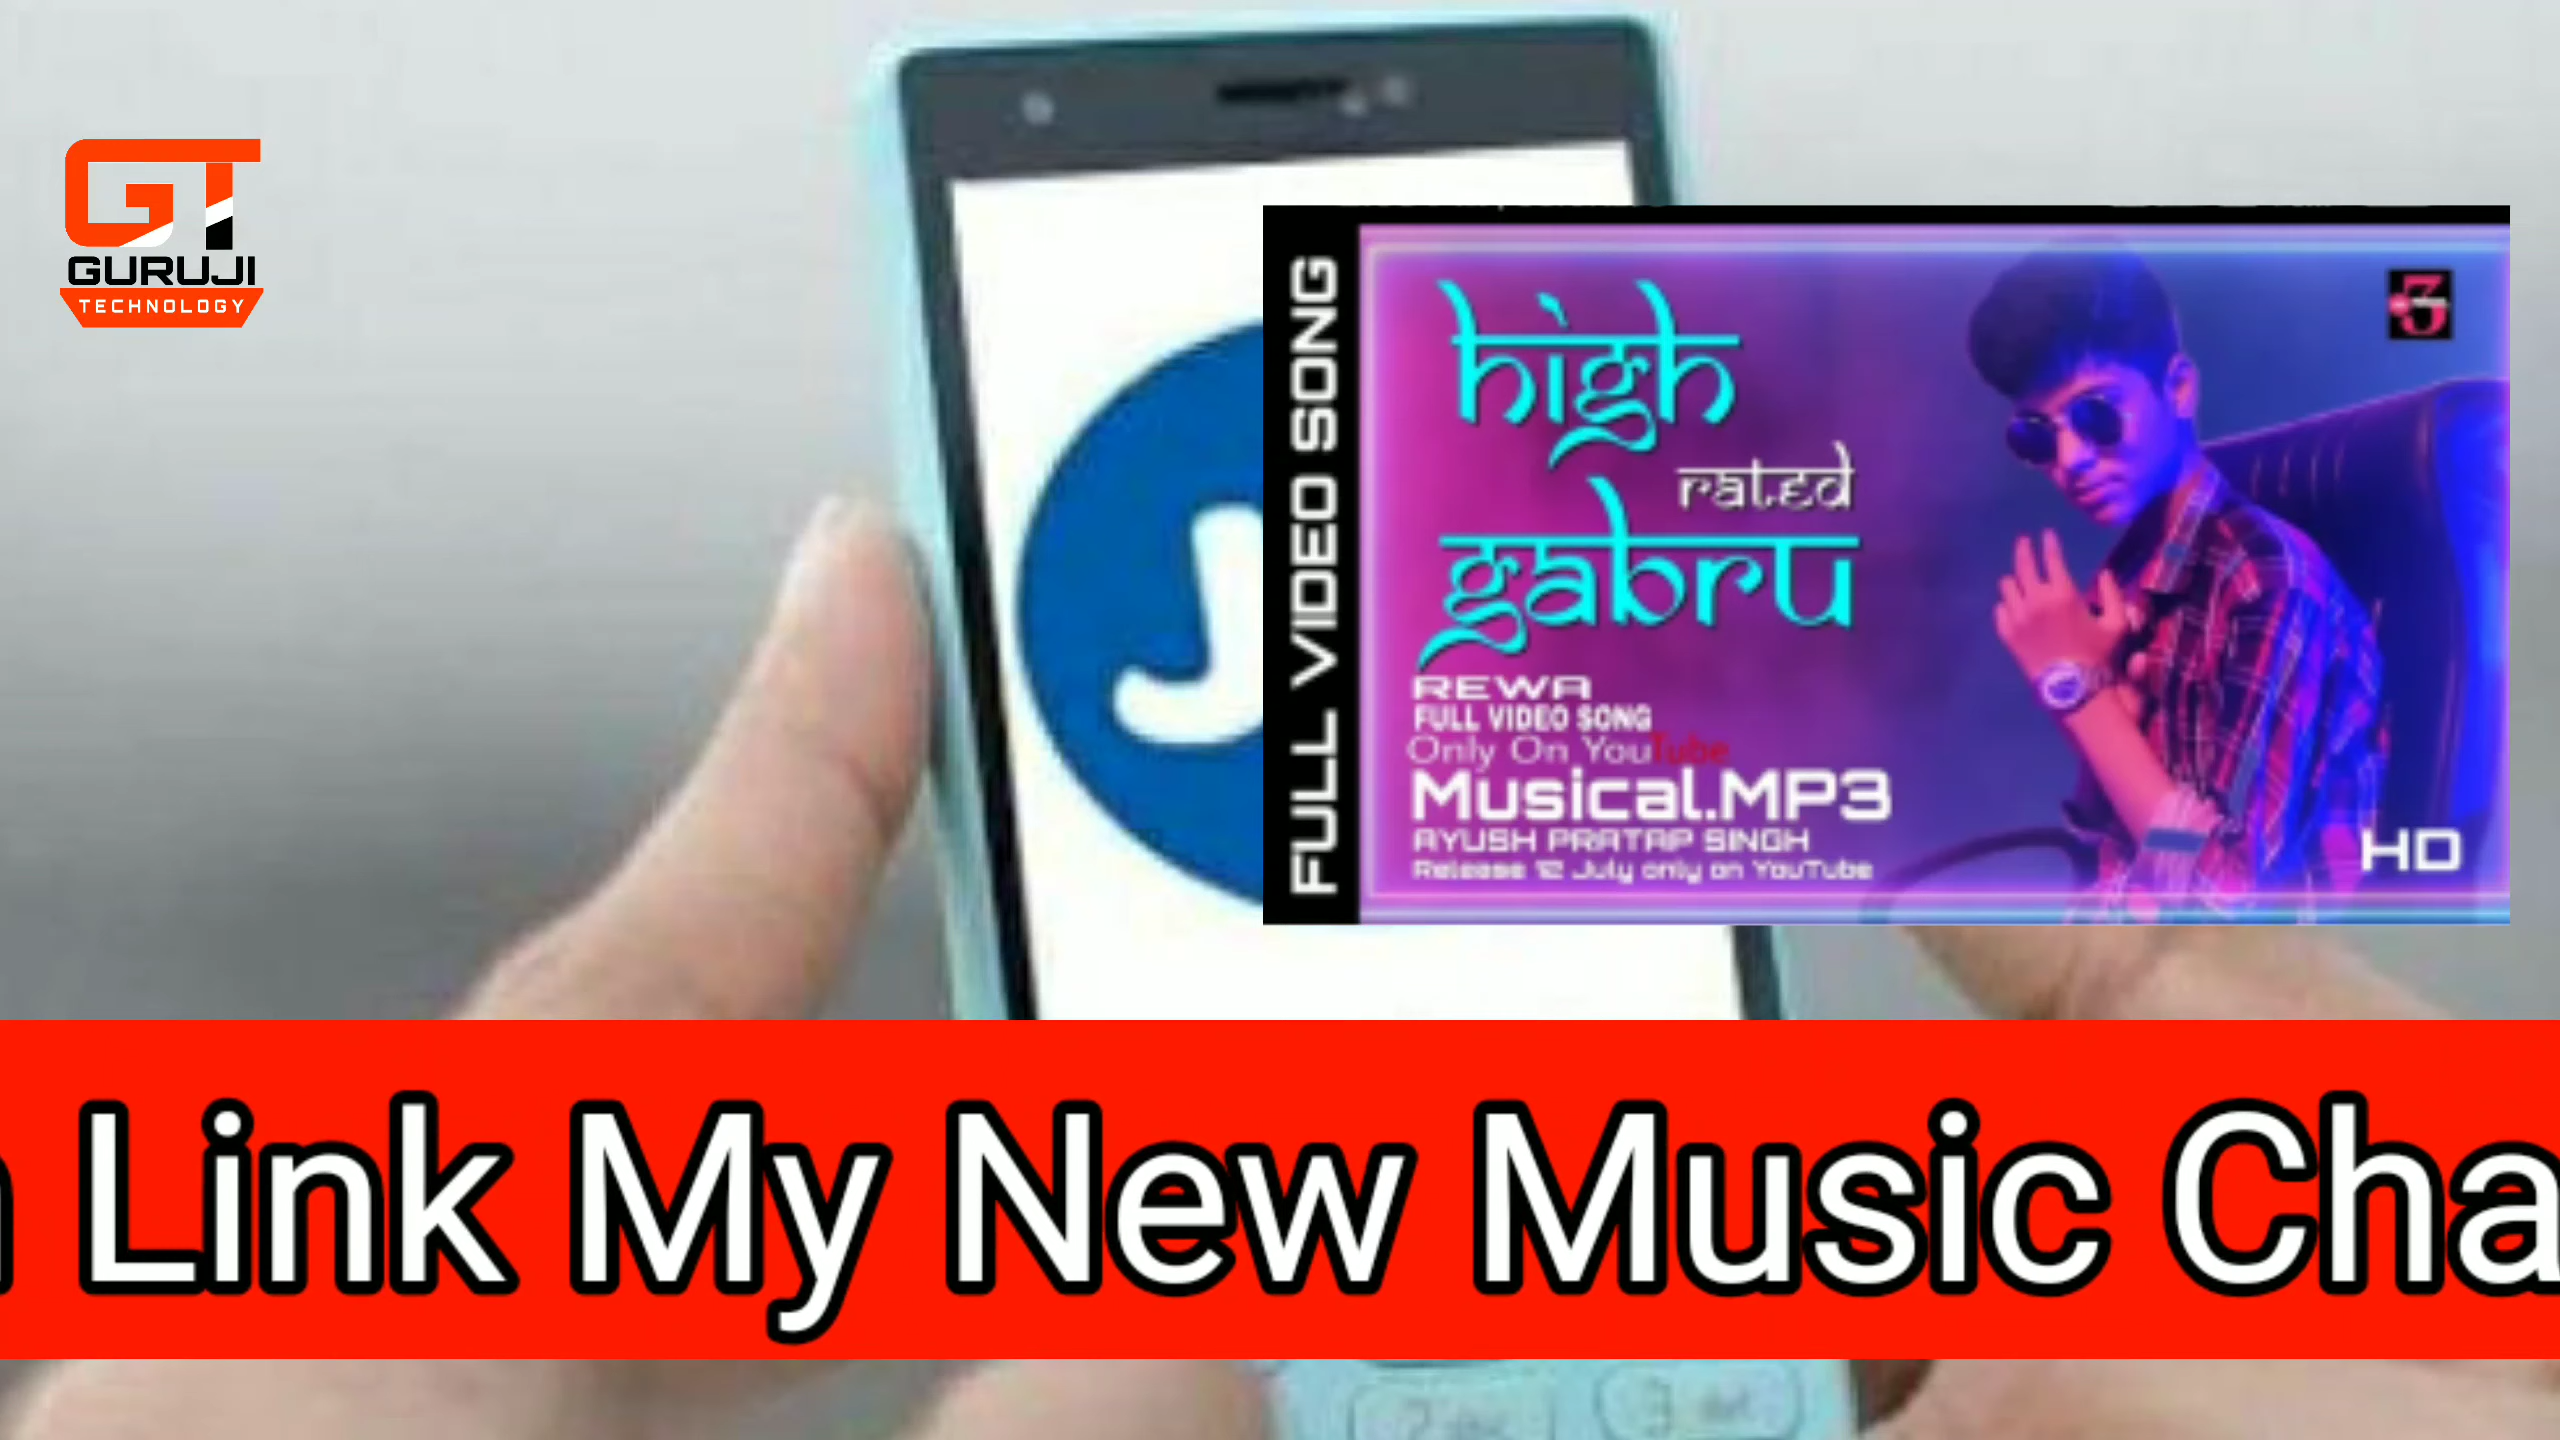 GT
GURUJI
TECHNOLOGY
J
FULL VIDEO SONG
high
rated
gabru
REWA
FULL VIDEO SONG
Only On YouTube
Musical.MP3
AYUSH PRATAP SINGH
Release 12 July only on YouTube
HD
3
Link My New Music Cha